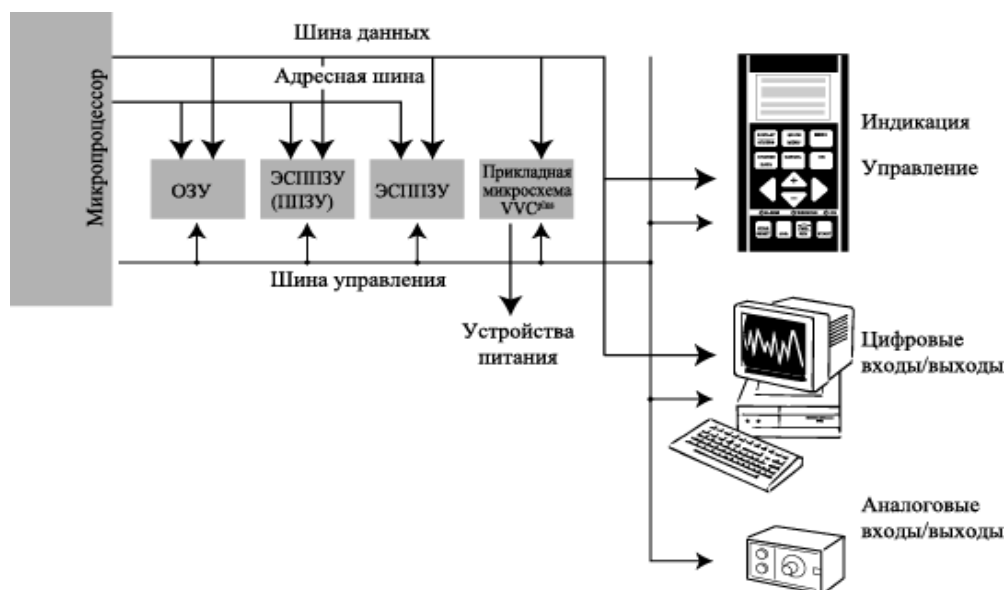 Микропроцессор
Шина данных
Адресная шина
ОЗУ
ЭСППЗУ
(ППЗУ)
ЭСППЗУ
Прикладная
микросхема
VVCplus
Шина управления
Устройства
питания
Индикация
Управление
Цифровые
входы/выходы
Аналоговые
входы/выходы